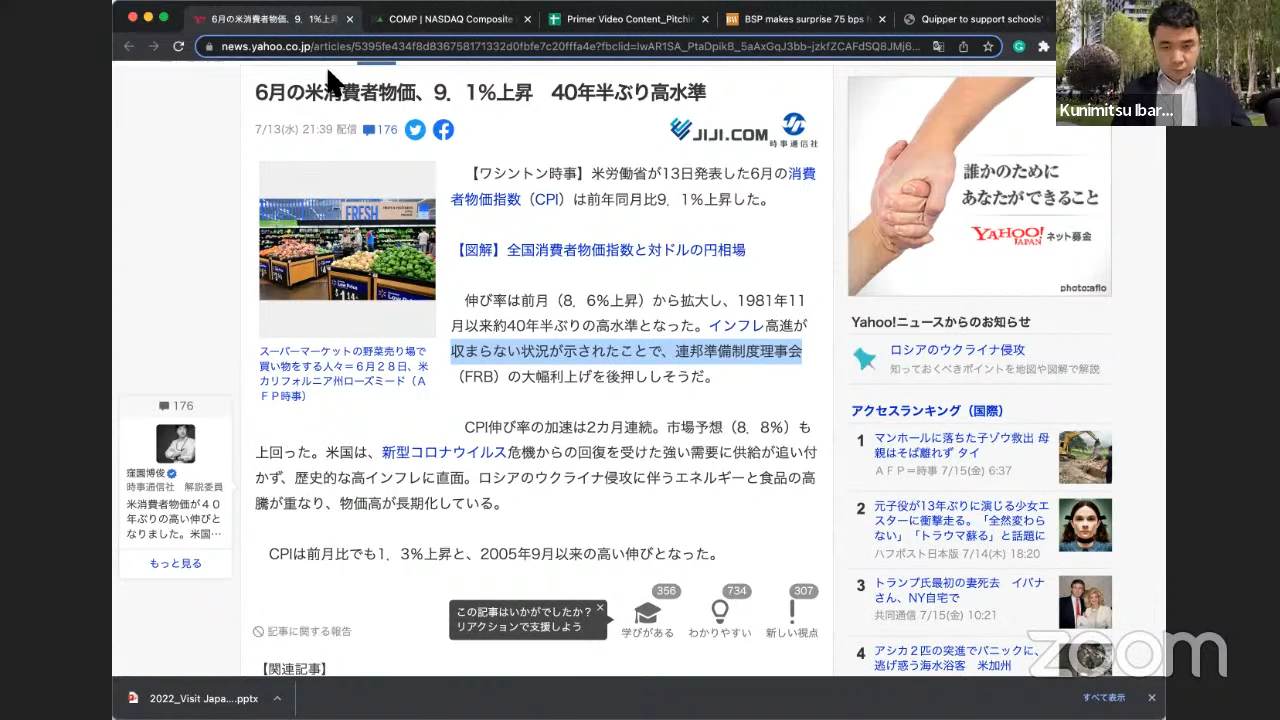 6月の米消費者物価、9．1%上昇
COMP | NASDAQ Composite
Primer Video Content_Pitchin
BSP makes surprise 75 bps h
Quipper to support schools'
news.yahoo.co.jp/articles/5395fe434f8d836758171332d0fbfe7c20fffa4e?fbclid=IwAR1SA_PtaDpikB_5aAxGqJ3bb-jzkfZCAFdSQ8JMj6...
Kunimitsu Ibar...
6月の米消費者物価、9．1%上昇　40年半ぶり高水準
7/13(水) 21:39 配信
176
JIJI.COM
時事通信社
【ワシントン時事】米労働省が13日発表した6月の消費
者物価指数（CPI）は前年同月比9．1%上昇した。
【図解】全国消費者物価指数と対ドルの円相場
伸び率は前月（8．6%上昇）から拡大し、1981年11
月以来約40年半ぶりの高水準となった。インフレ高進が
収まらない状況が示されたことで、連邦準備制度理事会
（FRB）の大幅利上げを後押ししそうだ。
FRESH
スーパーマーケットの野菜売り場で
買い物をする人々＝６月２８日、米
カリフォルニア州ローズミード（Ａ
ＦＰ時事）
CPI伸び率の加速は2カ月連続。市場予想（8．8%）も
上回った。米国は、新型コロナウイルス危機からの回復を受けた強い需要に供給が追い付
かず、歴史的な高インフレに直面。ロシアのウクライナ侵攻に伴うエネルギーと食品の高
騰が重なり、物価高が長期化している。
CPIは前月比でも1．3%上昇と、2005年9月以来の高い伸びとなった。
176
窪園博俊
時事通信社　解説委員
米消費者物価が４０
年ぶりの高い伸びと
なりました。米国…
もっと見る
この記事はいかがでしたか？
リアクションで支援しよう
356
学びがある
734
わかりやすい
307
新しい視点
記事に関する報告
【関連記事】
誰かのために
あなたができること
YAHOO! JAPAN ネット募金
photo:aflo
Yahoo!ニュースからのお知らせ
ロシアのウクライナ侵攻
知っておくべきポイントを地図や図解で解説
アクセスランキング（国際）
1
マンホールに落ちた子ゾウ救出 母
親はそば離れず タイ
ＡＦＰ＝時事 7/15(金) 6:37
2
元子役が13年ぶりに演じる少女エ
スターに衝撃走る。「全然変わら
ない」「トラウマ蘇る」と話題に
ハフポスト日本版 7/14(木) 18:20
3
トランプ氏最初の妻死去　イバナ
さん、NY自宅で
共同通信 7/15(金) 10:21
4
アシカ２匹の突進でパニックに、
逃げ惑う海水浴客　米加州
zoom
2022_Visit Japa....pptx
すべて表示